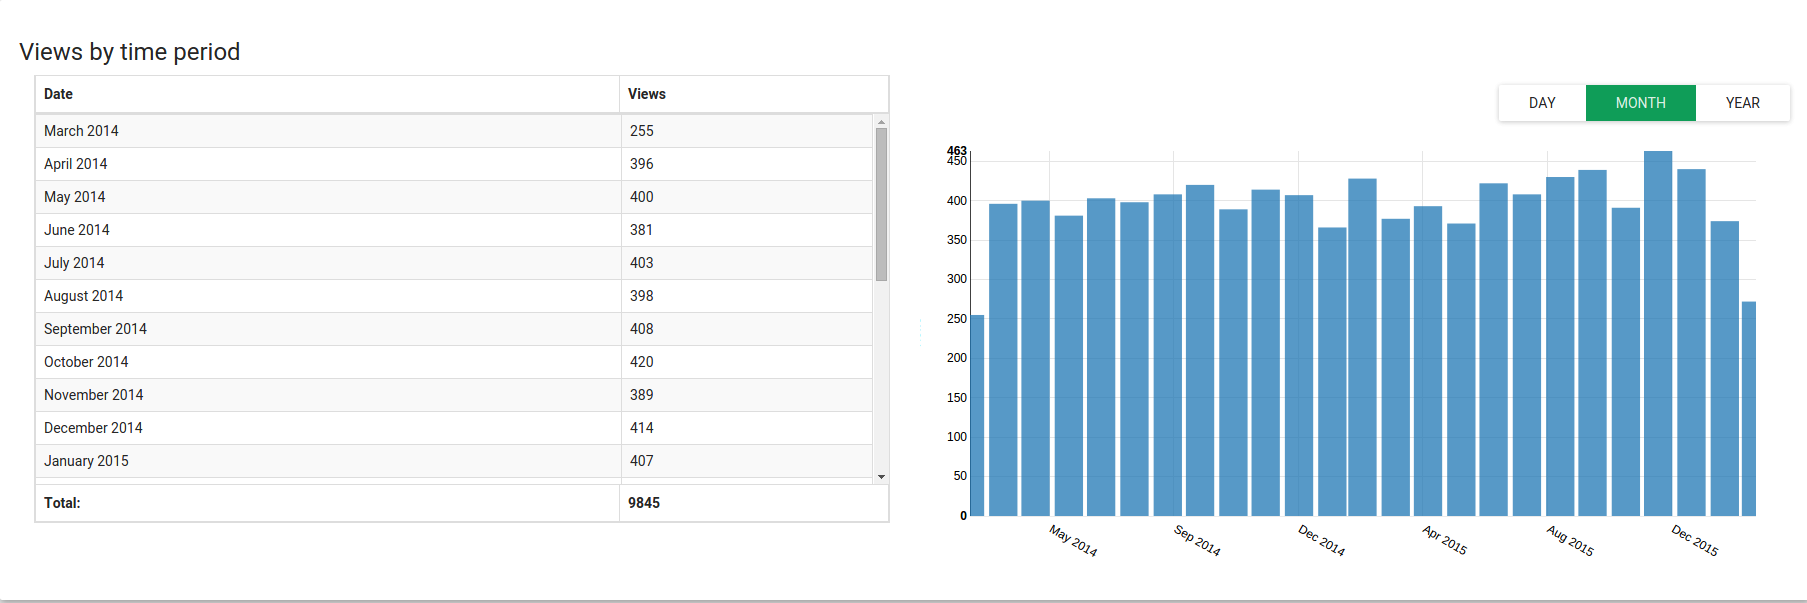 Views by time period
Date Views
March 2014 255
April 2014 396
May 2014 400
June 2014 381
July 2014 403
August 2014 398
September 2014 408
October 2014 420
November 2014 389
December 2014 414
January 2015 407
Total: 9845
DAY MONTH YEAR
463
450
400
350
300
250
200
150
100
50
0
May 2014 Sep 2014 Dec 2014 Apr 2015 Aug 2015 Dec 2015